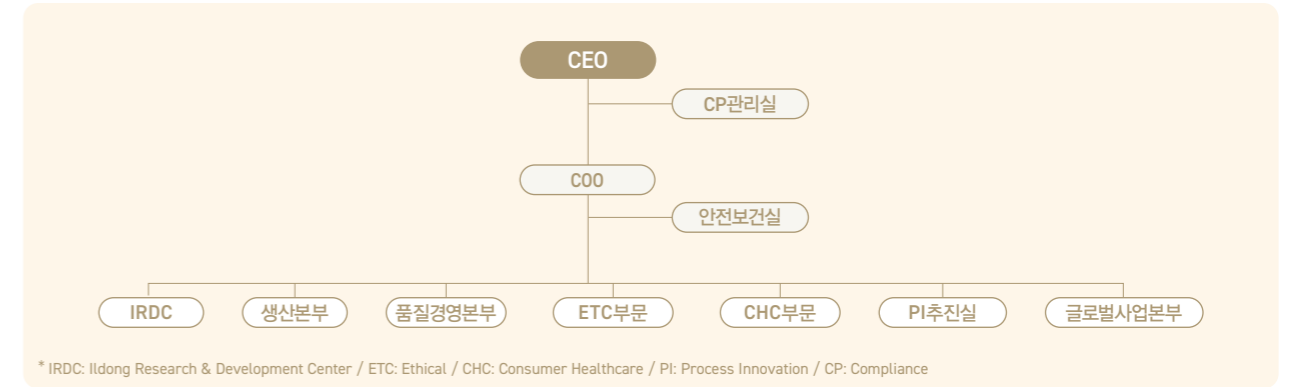 CEO
CP관리실
COO
안전보건실
IRDC 생산본부 품질경영본부 ETC부문 CHC부문 PI추진실 글로벌사업본부
* IRDC: Ildong Research & Development Center / ETC: Ethical / CHC: Consumer Healthcare / PI: Process Innovation / CP: Compliance